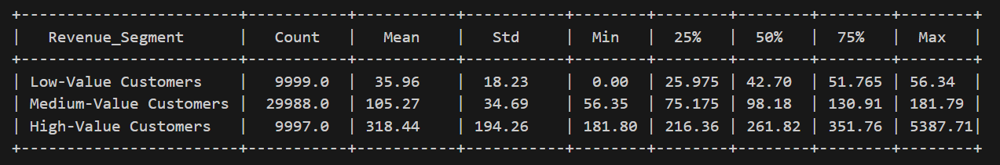 +------------------------+-----------+-----------+-----------+--------+--------+--------+--------+--------+
|   Revenue_Segment      |   Count   |   Mean    |   Std     |  Min   |  25%   |  50%   |  75%   |  Max   |
+------------------------+-----------+-----------+-----------+--------+--------+--------+--------+--------+
| Low-Value Customers    |   9999.0  |  35.96    |  18.23    |  0.00  | 25.975 | 42.70  | 51.765 | 56.34  |
| Medium-Value Customers | 29988.0   | 105.27    |  34.69    | 56.35  | 75.175 | 98.18  | 130.91 | 181.79 |
| High-Value Customers   |   9997.0  | 318.44    | 194.26    | 181.80 | 216.36 | 261.82 | 351.76 | 5387.71|
+------------------------+-----------+-----------+-----------+--------+--------+--------+--------+--------+